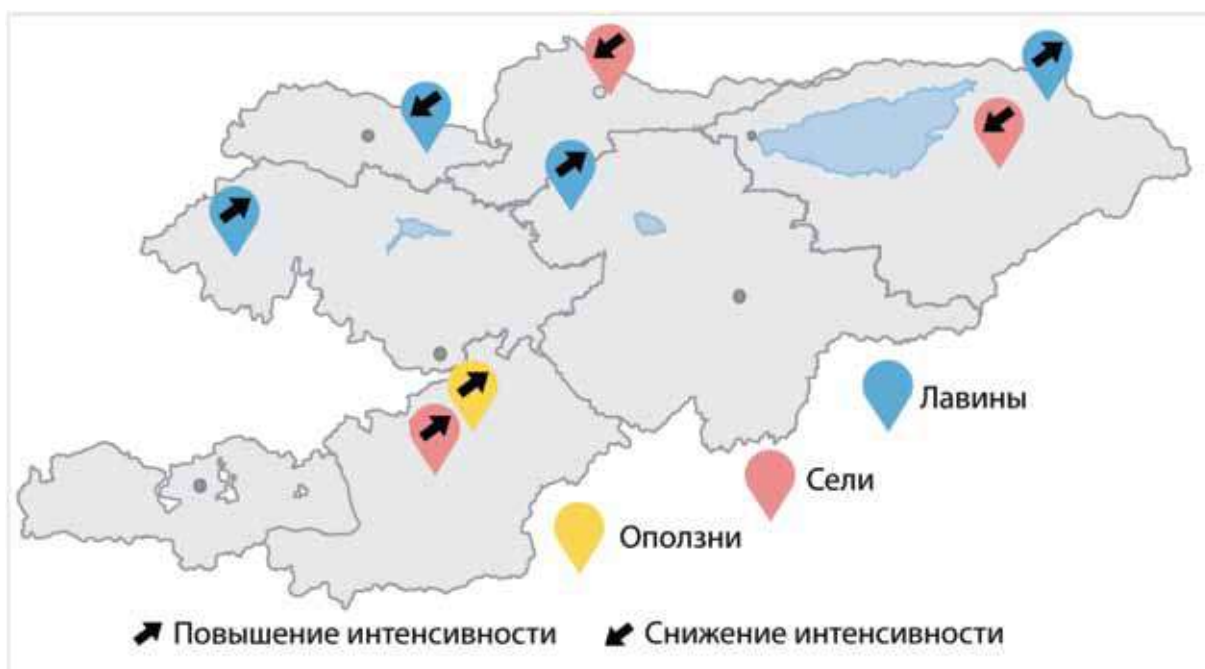 Лавины
Сели
Оползни
Повышение интенсивности
Снижение интенсивности